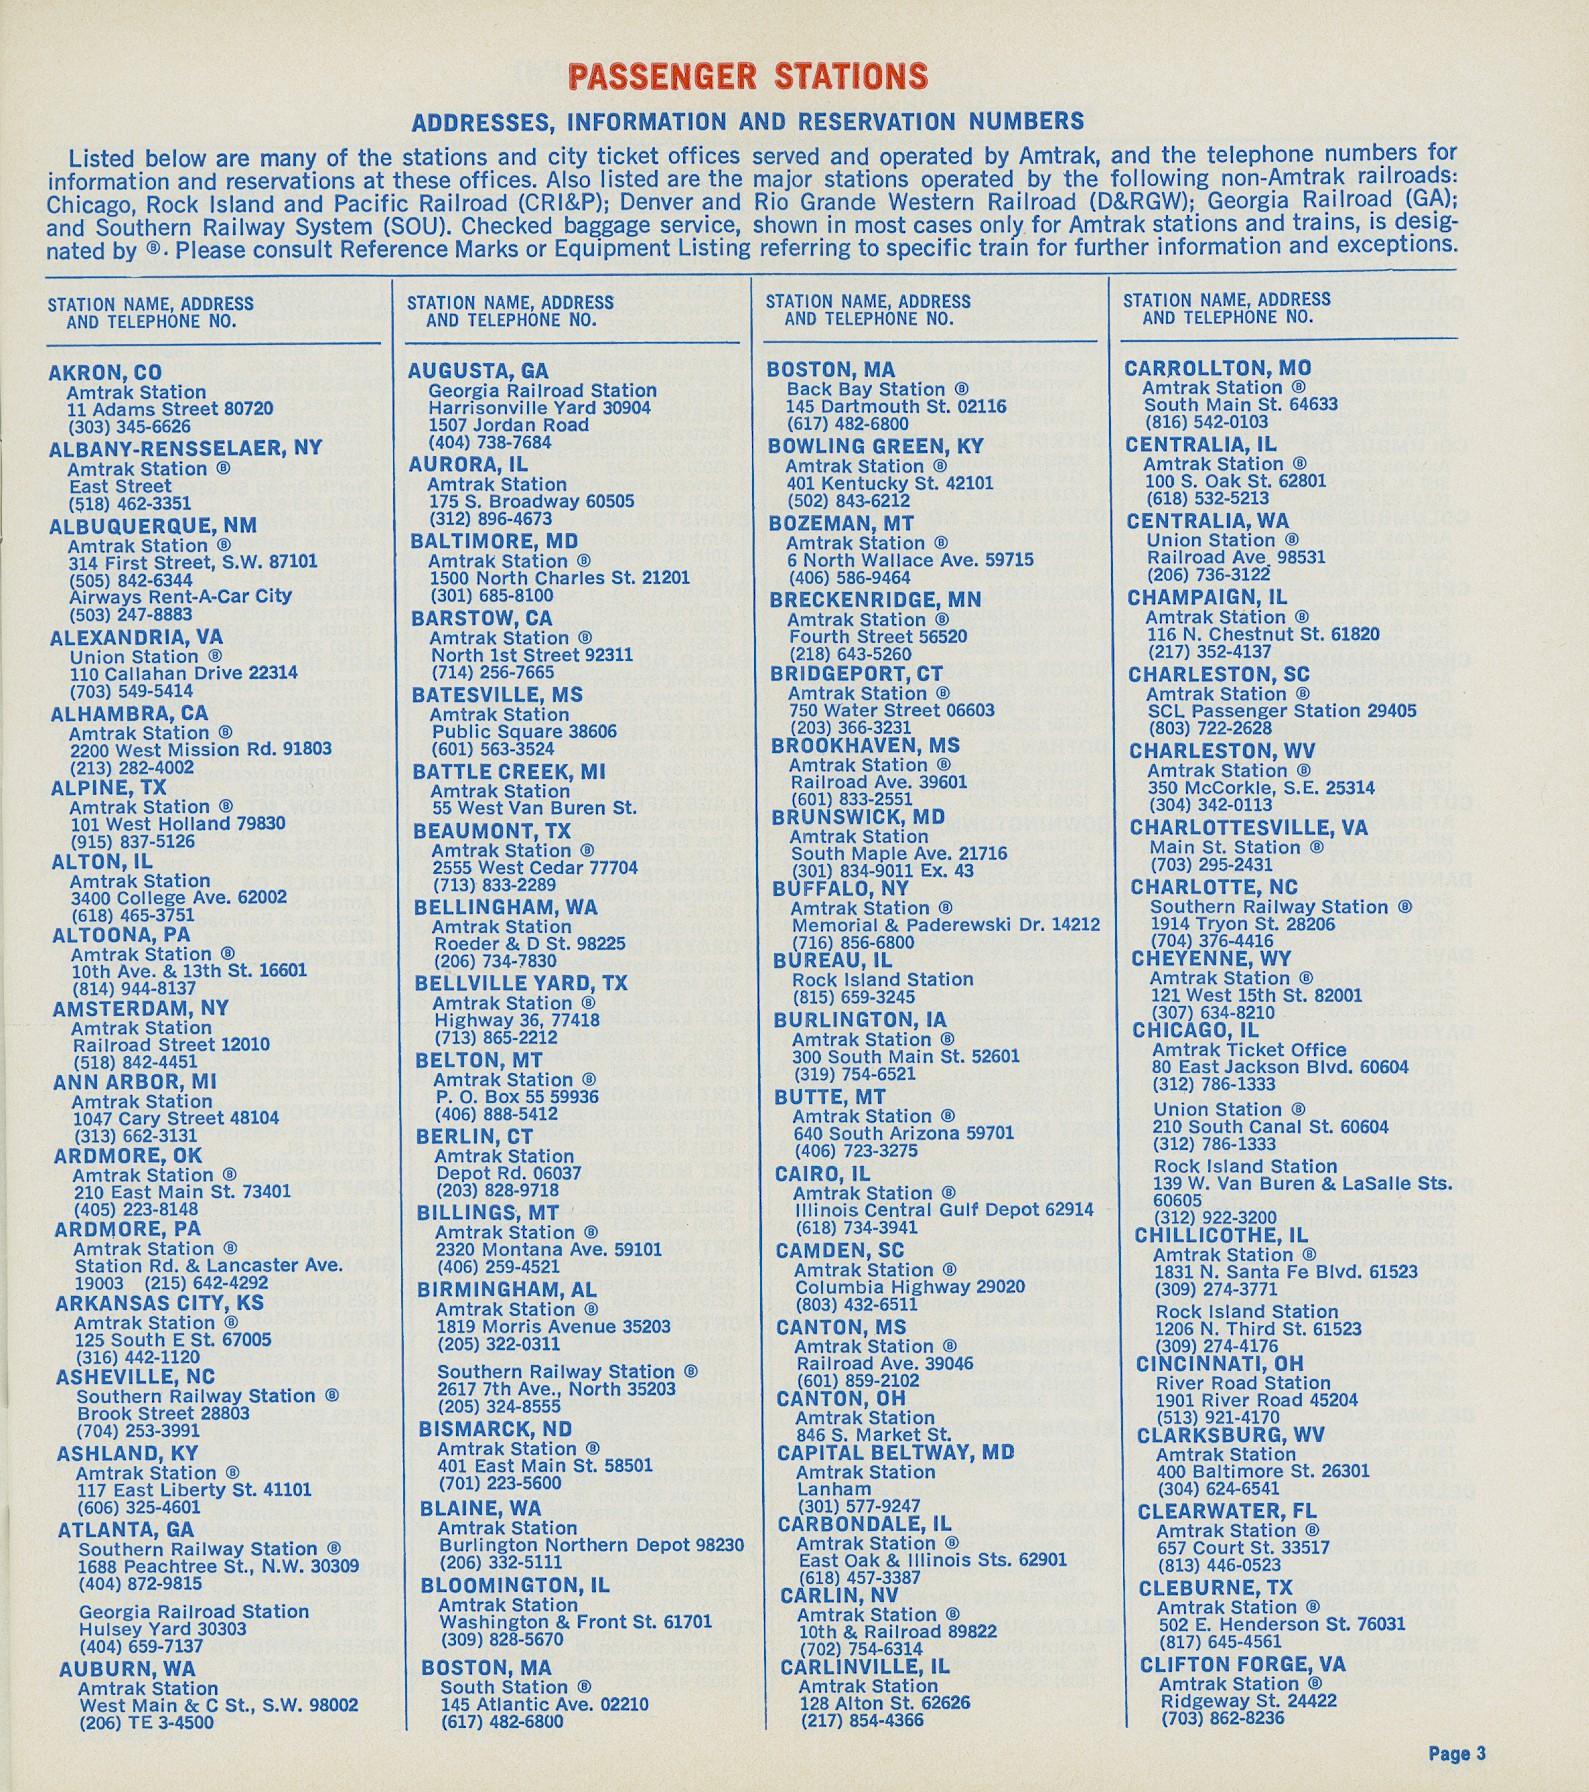 PASSENGER STATIONS
ADDRESSES, INFORMATION AND RESERVATION NUMBERS
Listed below are many of the stations and city ticket offices served and operated by Amtrak, and the telephone numbers for
information and reservations at these offices. Also listed are the major stations operated by the following non-Amtrak railroads:
Chicago, Rock Island and Pacific Railroad (CRI&P); Denver and Rio Grande Western Railroad (D&RGW); Georgia Railroad (GA);
and Southern Railway System (SOU). Checked baggage service, shown in most cases only for Amtrak stations and trains, is desig-
nated by Ⓑ. Please consult Reference Marks or Equipment Listing referring to specific train for further information and exceptions.
STATION NAME, ADDRESS
AND TELEPHONE NO.
AKRON, CO
Amtrak Station
11 Adams Street 80720
(303) 345-6626
ALBANY-RENSSELAER, NY
Amtrak Station Ⓑ
East Street
(518) 462-3351
ALBUQUERQUE, NM
Amtrak Station Ⓑ
314 First Street, S.W. 87101
(505) 842-6344
Airways Rent-A-Car City
(503) 247-8883
ALEXANDRIA, VA
Union Station Ⓑ
110 Callahan Drive 22314
(703) 549-5414
ALHAMBRA, CA
Amtrak Station Ⓑ
2200 West Mission Rd. 91803
(213) 282-4002
ALPINE, TX
Amtrak Station Ⓑ
101 West Holland 79830
(915) 837-5126
ALTON, IL
Amtrak Station
3400 College Ave. 62002
(618) 465-3751
ALTOONA, PA
Amtrak Station Ⓑ
10th Ave. & 13th St. 16601
(814) 944-8137
AMSTERDAM, NY
Amtrak Station
Railroad Street 12010
(518) 842-4451
ANN ARBOR, MI
Amtrak Station
1047 Cary Street 48104
(313) 662-3131
ARDMORE, OK
Amtrak Station Ⓑ
210 East Main St. 73401
(405) 223-8148
ARDMORE, PA
Amtrak Station Ⓑ
Station Rd. & Lancaster Ave.
19003 (215) 642-4292
ARKANSAS CITY, KS
Amtrak Station Ⓑ
125 South E St. 67005
(316) 442-1120
ASHEVILLE, NC
Southern Railway Station Ⓑ
Brook Street 28803
(704) 253-3991
ASHLAND, KY
Amtrak Station Ⓑ
117 East Liberty St. 41101
(606) 325-4601
ATLANTA, GA
Southern Railway Station Ⓑ
1688 Peachtree St., N.W. 30309
(404) 872-9815
Georgia Railroad Station
Hulsey Yard 30303
(404) 659-7137
AUBURN, WA
Amtrak Station
West Main & C St., S.W. 98002
(206) TE 3-4500
STATION NAME, ADDRESS
AND TELEPHONE NO.
AUGUSTA, GA
Georgia Railroad Station
Harrisonville Yard 30904
1507 Jordan Road
(404) 738-7684
AURORA, IL
Amtrak Station
175 S. Broadway 60505
(312) 896-4673
BALTIMORE, MD
Amtrak Station Ⓑ
1500 North Charles St. 21201
(301) 685-8100
BARSTOW, CA
Amtrak Station Ⓑ
North 1st Street 92311
(714) 256-7665
BATESVILLE, MS
Amtrak Station
Public Square 38606
(601) 563-3524
BATTLE CREEK, MI
Amtrak Station
55 West Van Buren St.
BEAUMONT, TX
Amtrak Station Ⓑ
2555 West Cedar 77704
(713) 833-2289
BELLINGHAM, WA
Amtrak Station
Roeder & D St. 98225
(206) 734-7830
BELLVILLE YARD, TX
Amtrak Station Ⓑ
Highway 36, 77418
(713) 865-2212
BELTON, MT
Amtrak Station Ⓑ
P. O. Box 55 59936
(406) 888-5412
BERLIN, CT
Amtrak Station
Depot Rd. 06037
(203) 828-9718
BILLINGS, MT
Amtrak Station Ⓑ
2320 Montana Ave. 59101
(406) 259-4521
BIRMINGHAM, AL
Amtrak Station Ⓑ
1819 Morris Avenue 35203
(205) 322-0311
Southern Railway Station Ⓑ
2617 7th Ave., North 35203
(205) 324-8555
BISMARCK, ND
Amtrak Station Ⓑ
401 East Main St. 58501
(701) 223-5600
BLAINE, WA
Amtrak Station
Burlington Northern Depot 98230
(206) 332-5111
BLOOMINGTON, IL
Amtrak Station
Washington & Front St. 61701
(309) 828-5670
BOSTON, MA
South Station Ⓑ
145 Atlantic Ave. 02210
(617) 482-6800
STATION NAME, ADDRESS
AND TELEPHONE NO.
BOSTON, MA
Back Bay Station Ⓑ
145 Dartmouth St. 02116
(617) 482-6800
BOWLING GREEN, KY
Amtrak Station Ⓑ
401 Kentucky St. 42101
(502) 843-6212
BOZEMAN, MT
Amtrak Station Ⓑ
6 North Wallace Ave. 59715
(406) 586-9464
BRECKENRIDGE, MN
Amtrak Station Ⓑ
Fourth Street 56520
(218) 643-5260
BRIDGEPORT, CT
Amtrak Station Ⓑ
750 Water Street 06603
(203) 366-3231
BROOKHAVEN, MS
Amtrak Station Ⓑ
Railroad Ave. 39601
(601) 833-2551
BRUNSWICK, MD
Amtrak Station
South Maple Ave. 21716
(301) 834-9011 Ex. 43
BUFFALO, NY
Amtrak Station Ⓑ
Memorial & Paderewski Dr. 14212
(716) 856-6800
BUREAU, IL
Rock Island Station
(815) 659-3245
BURLINGTON, IA
Amtrak Station Ⓑ
300 South Main St. 52601
(319) 754-6521
BUTTE, MT
Amtrak Station Ⓑ
640 South Arizona 59701
(406) 723-3275
CAIRO, IL
Amtrak Station Ⓑ
Illinois Central Gulf Depot 62914
(618) 734-3941
CAMDEN, SC
Amtrak Station Ⓑ
Columbia Highway 29020
(803) 432-6511
CANTON, MS
Amtrak Station Ⓑ
Railroad Ave. 39046
(601) 859-2102
CANTON, OH
Amtrak Station
846 S. Market St.
CAPITAL BELTWAY, MD
Amtrak Station
Lanham
(301) 577-9247
CARBONDALE, IL
Amtrak Station Ⓑ
East Oak & Illinois Sts. 62901
(618) 457-3387
CARLIN, NV
Amtrak Station Ⓑ
10th & Railroad 89822
(702) 754-6314
CARLINVILLE, IL
Amtrak Station
128 Alton St. 62626
(217) 854-4366
STATION NAME, ADDRESS
AND TELEPHONE NO.
CARROLLTON, MO
Amtrak Station Ⓑ
South Main St. 64633
(816) 542-0103
CENTRALIA, IL
Amtrak Station Ⓑ
100 S. Oak St. 62801
(618) 532-5213
CENTRALIA, WA
Union Station Ⓑ
Railroad Ave. 98531
(206) 736-3122
CHAMPAIGN, IL
Amtrak Station Ⓑ
116 N. Chestnut St. 61820
(217) 352-4137
CHARLESTON, SC
Amtrak Station Ⓑ
SCL Passenger Station 29405
(803) 722-2628
CHARLESTON, WV
Amtrak Station Ⓑ
350 McCorkle, S.E. 25314
(304) 342-0113
CHARLOTTESVILLE, VA
Main St. Station Ⓑ
(703) 295-2431
CHARLOTTE, NC
Southern Railway Station Ⓑ
1914 Tryon St. 28206
(704) 376-4416
CHEYENNE, WY
Amtrak Station Ⓑ
121 West 15th St. 82001
(307) 634-8210
CHICAGO, IL
Amtrak Ticket Office
80 East Jackson Blvd. 60604
(312) 786-1333
Union Station Ⓑ
210 South Canal St. 60604
(312) 786-1333
Rock Island Station
139 W. Van Buren & LaSalle Sts.
60605
(312) 922-3200
CHILLICOTHE, IL
Amtrak Station Ⓑ
1831 N. Santa Fe Blvd. 61523
(309) 274-3771
Rock Island Station
1206 N. Third St. 61523
(309) 274-4176
CINCINNATI, OH
River Road Station
1901 River Road 45204
(513) 921-4170
CLARKSBURG, WV
Amtrak Station
400 Baltimore St. 26301
(304) 624-6541
CLEARWATER, FL
Amtrak Station Ⓑ
657 Court St. 33517
(813) 446-0523
CLEBURNE, TX
Amtrak Station Ⓑ
502 E. Henderson St. 76031
(817) 645-4561
CLIFTON FORGE, VA
Amtrak Station Ⓑ
Ridgeway St. 24422
(703) 862-8236
Page 3